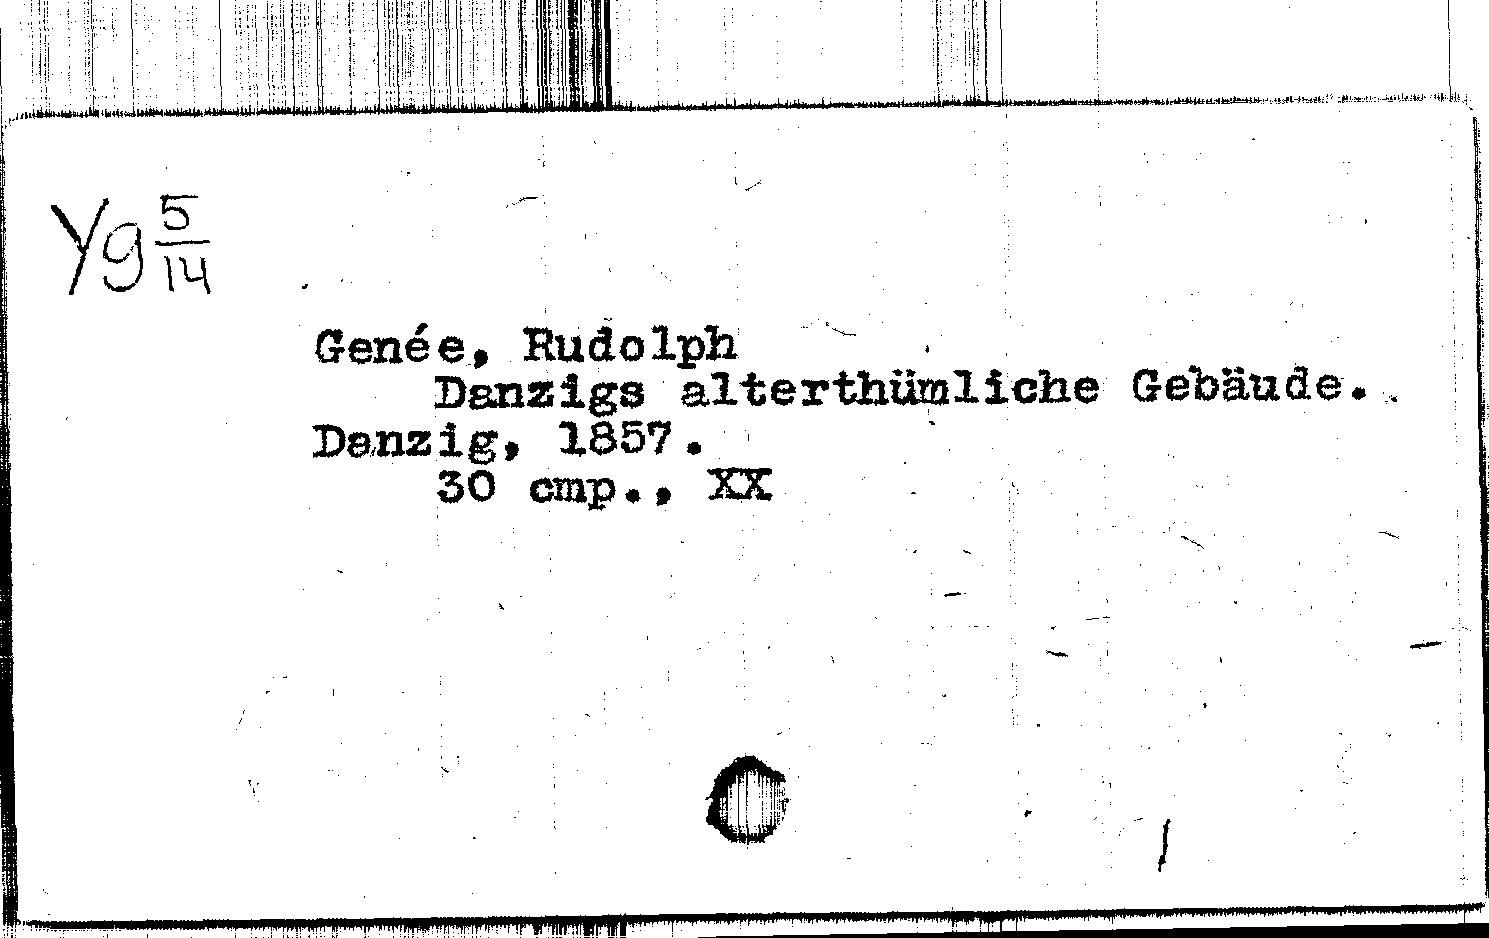 Yg 5/14
Genée, Rudolph
Danzigs alterthümliche Gebäude.
Danzig, 1857.
30 cmp., XX